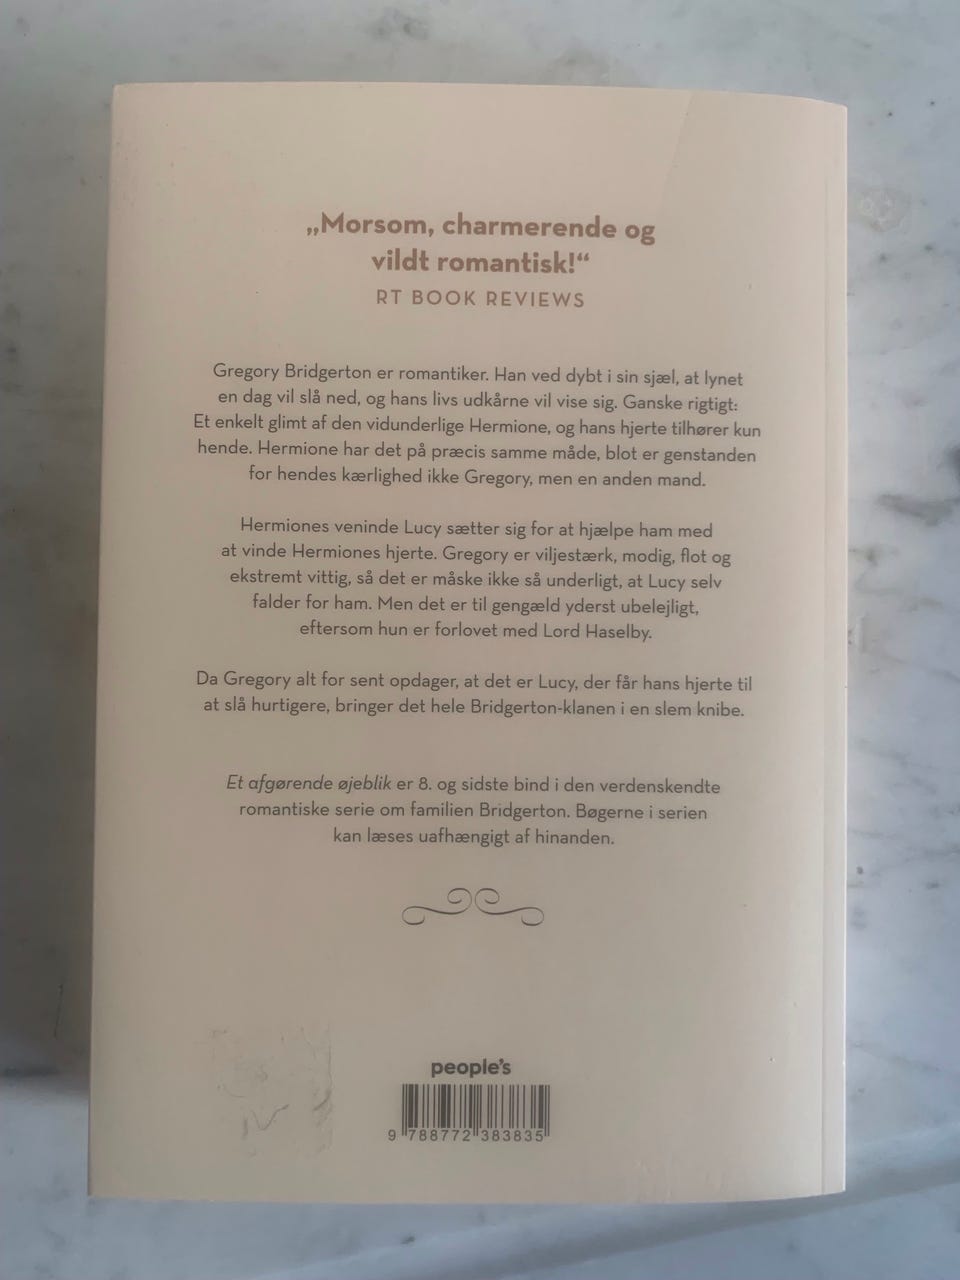 „Morsom, charmerende og
vildt romantisk!“
RT BOOK REVIEWS
Gregory Bridgerton er romantiker. Han ved dybt i sin sjæl, at lynet
en dag vil slå ned, og hans livs udkårne vil vise sig. Ganske rigtigt:
Et enkelt glimt af den vidunderlige Hermione, og hans hjerte tilhører kun
hende. Hermione har det på præcis samme måde, blot er genstanden
for hendes kærlighed ikke Gregory, men en anden mand.
Hermiones veninde Lucy sætter sig for at hjælpe ham med
at vinde Hermiones hjerte. Gregory er viljestærk, modig, flot og
ekstremt vittig, så det er måske ikke så underligt, at Lucy selv
falder for ham. Men det er til gengæld yderst ubelejligt,
eftersom hun er forlovet med Lord Haselby.
Da Gregory alt for sent opdager, at det er Lucy, der får hans hjerte til
at slå hurtigere, bringer det hele Bridgerton-klanen i en slem knibe.
Et afgørende øjeblik er 8. og sidste bind i den verdenskendte
romantiske serie om familien Bridgerton. Bøgerne i serien
kan læses uafhængigt af hinanden.
people's
9 788772 383835